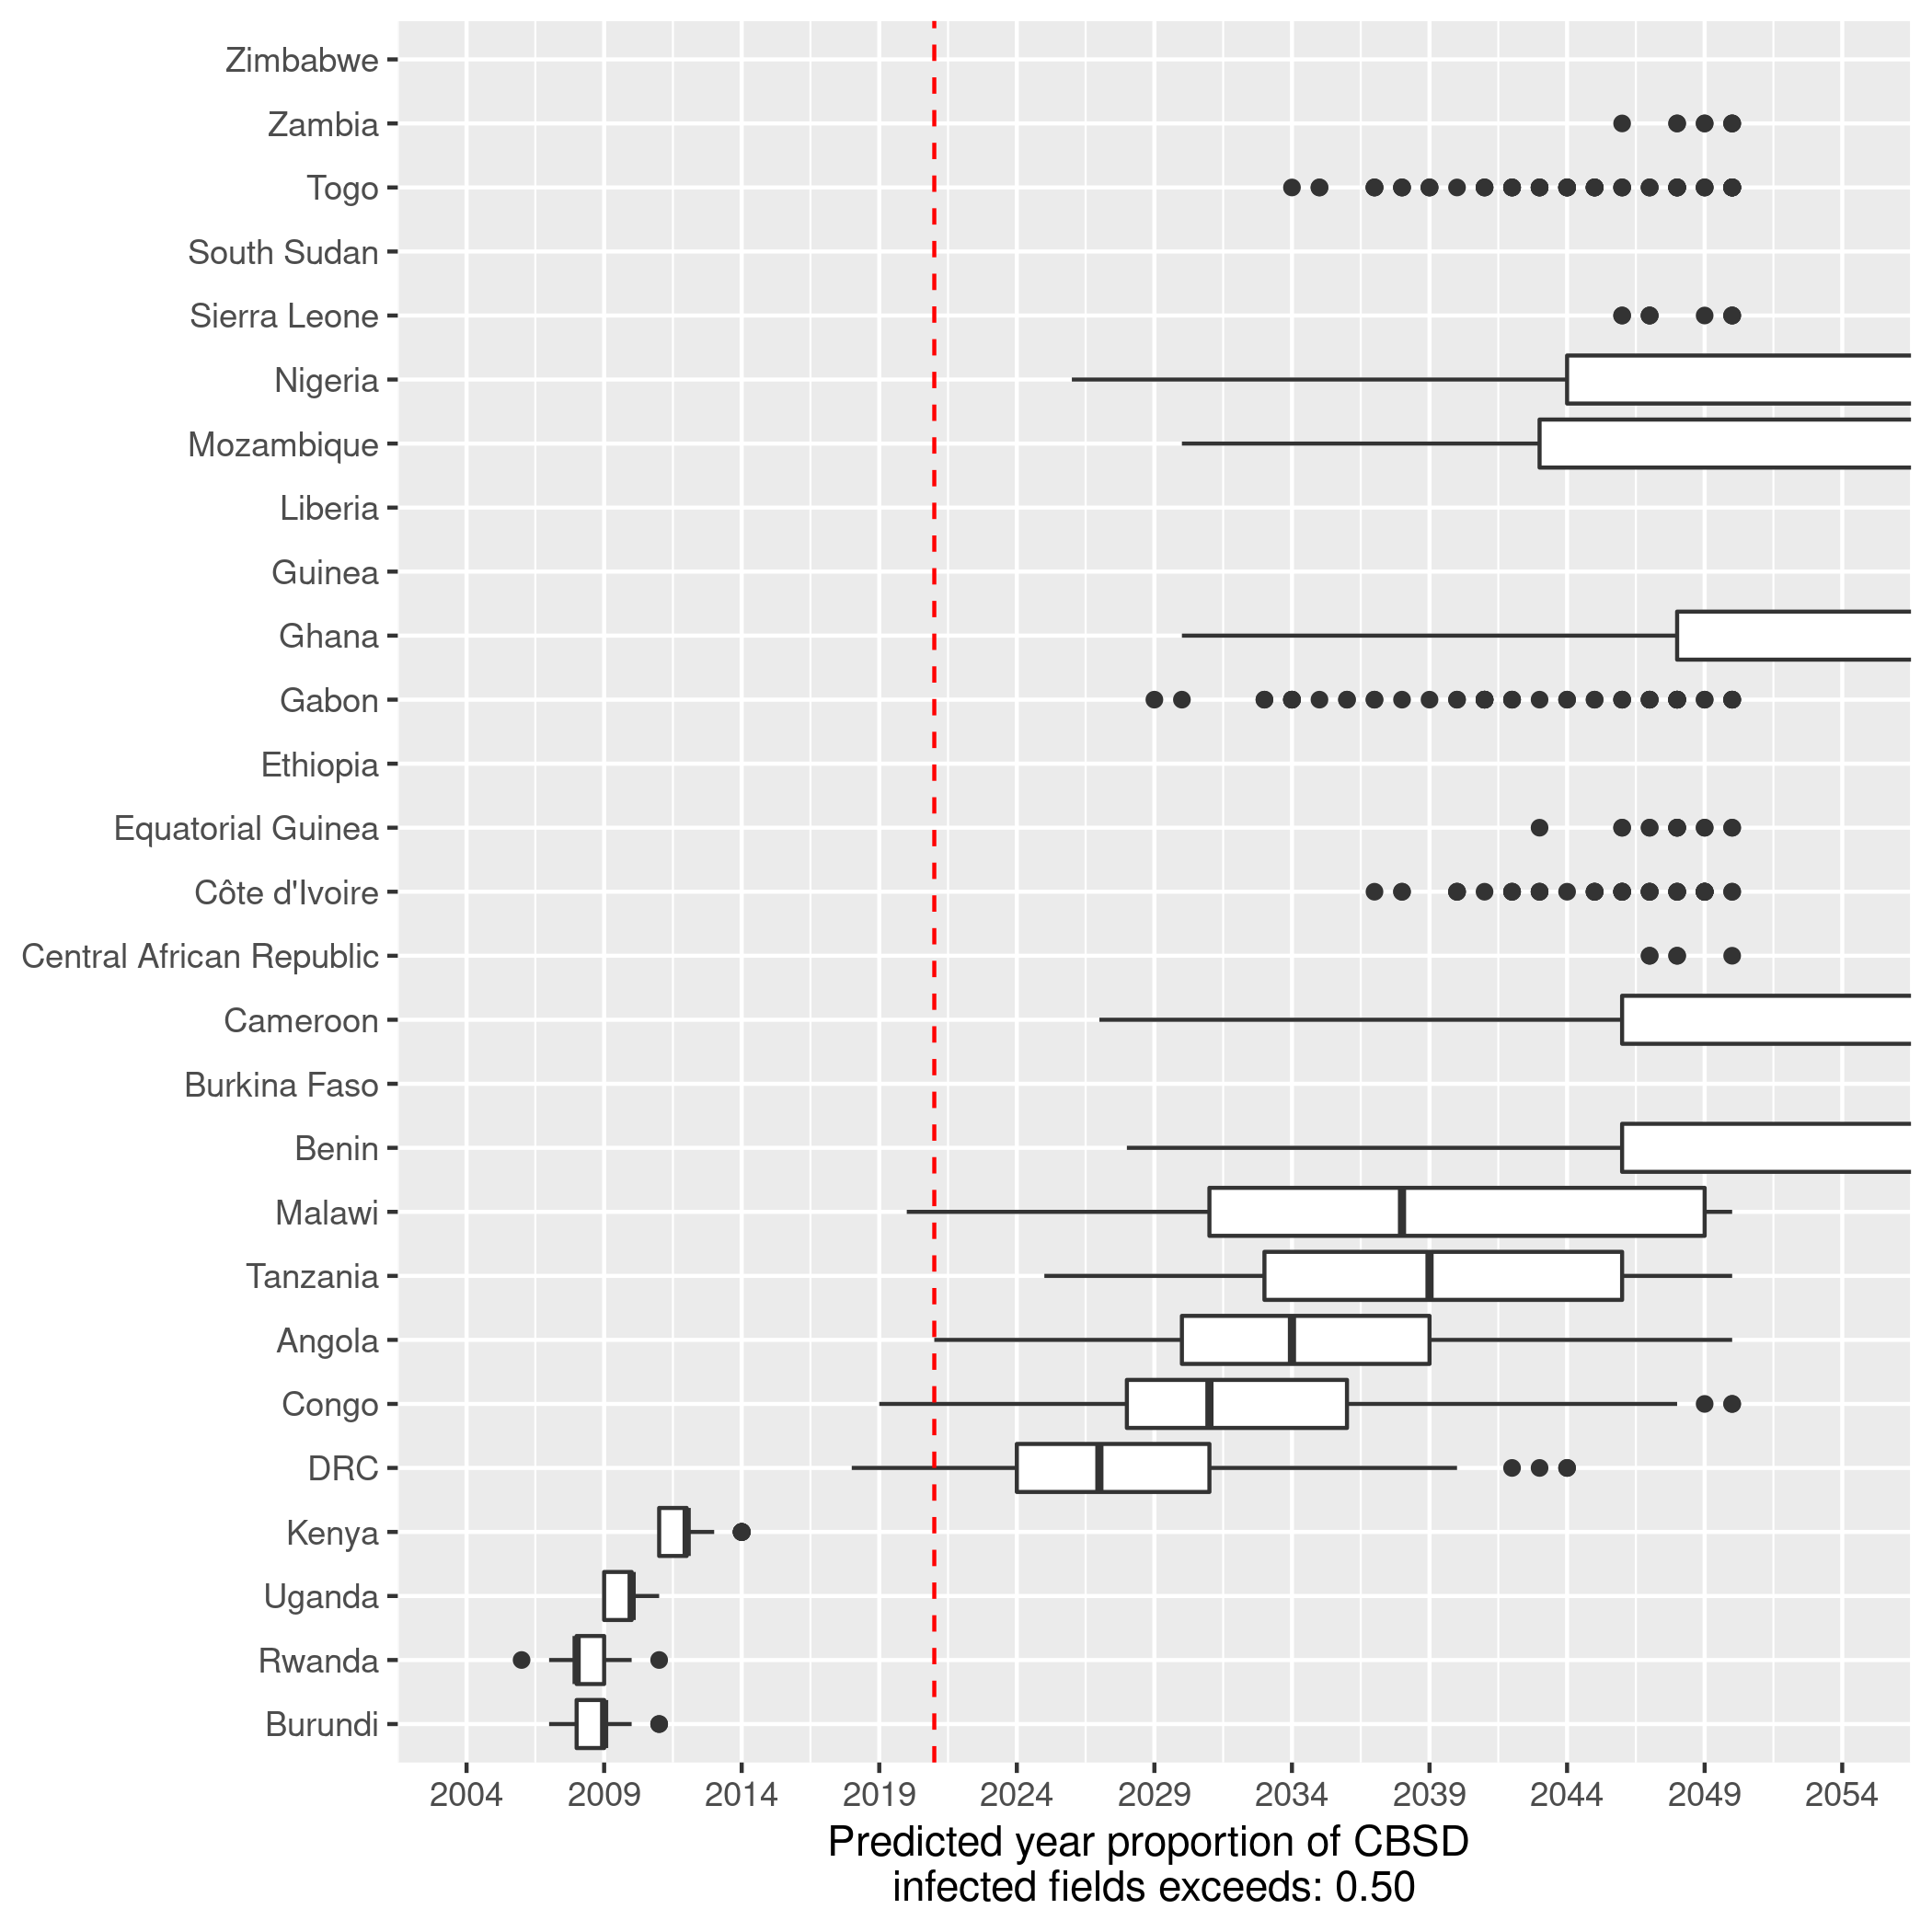 Zimbabwe
Zambia
Togo
South Sudan
Sierra Leone
Nigeria
Mozambique
Liberia
Guinea
Ghana
Gabon
Ethiopia
Equatorial Guinea
Côte d'Ivoire
Central African Republic
Cameroon
Burkina Faso
Benin
Malawi
Tanzania
Angola
Congo
DRC
Kenya
Uganda
Rwanda
Burundi
2004 2009 2014 2019 2024 2029 2034 2039 2044 2049 2054
Predicted year proportion of CBSD
infected fields exceeds: 0.50